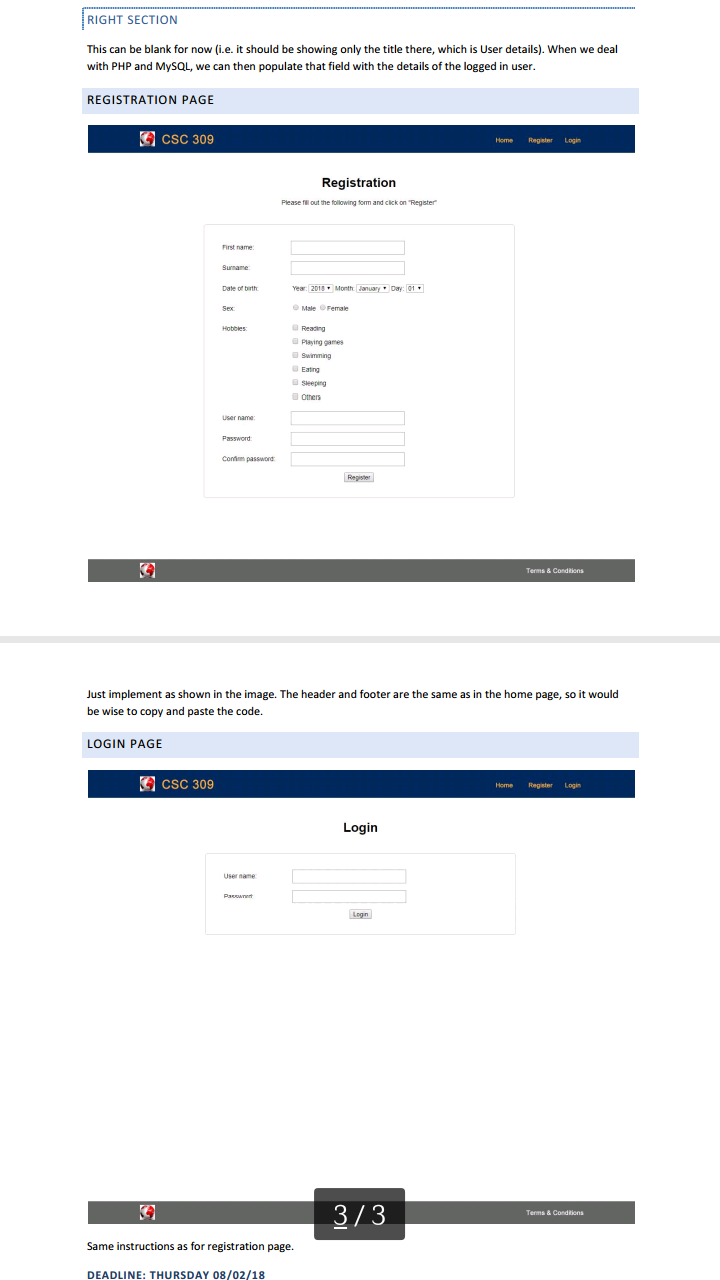 RIGHT SECTION
This can be blank for now (i.e. it should be showing only the title there, which is User details). When we deal
with PHP and MySQL, we can then populate that field with the details of the logged in user.
REGISTRATION PAGE
CSC 309 Home Register Login
Registration
Please fill out the following form and click on "Register"
First name:
Surname:
Date of birth: Year: 2018 Month: January Day: 01
Sex: Male Female
Hobbies: Reading
Playing games
Swimming
Eating
Sleeping
Others
User name:
Password:
Confirm password:
Register
Terms & Conditions
Just implement as shown in the image. The header and footer are the same as in the home page, so it would
be wise to copy and paste the code.
LOGIN PAGE
CSC 309 Home Register Login
Login
User name:
Password:
Login
Terms & Conditions
3 / 3
Same instructions as for registration page.
DEADLINE: THURSDAY 08/02/18